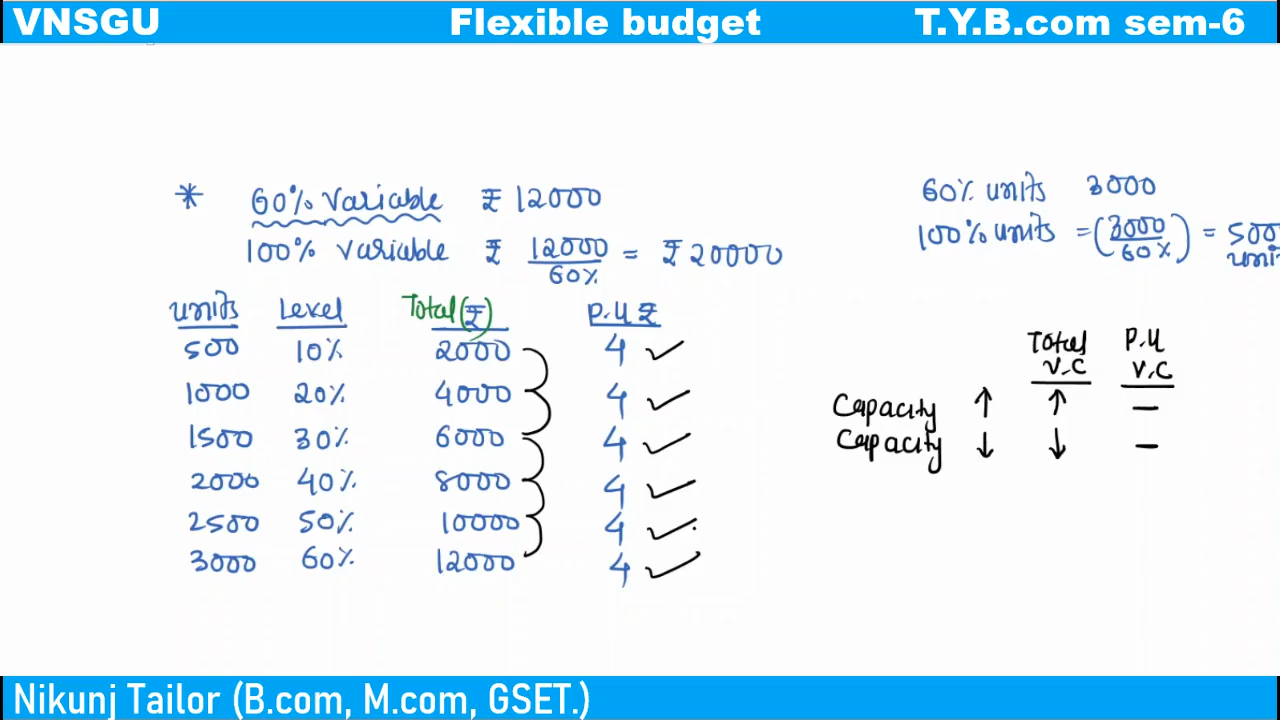 VNSGU Flexible budget T.Y.B.com sem-6
* 60% variable ₹ 12000
100% variable ₹ 12000/60% = ₹ 20000
60% units 3000
100% units = (3000/60%) = 500
units Level Total (₹) P.U ₹
500 10% 2000 4 ✓
1000 20% 4000 4 ✓
1500 30% 6000 4 ✓
2000 40% 8000 4 ✓
2500 50% 10000 4 ✓
3000 60% 12000 4 ✓
Total P.U
V.C V.C
Capacity ↑ ↑ –
Capacity ↓ ↓ –
Nikunj Tailor (B.com, M.com, GSET.)